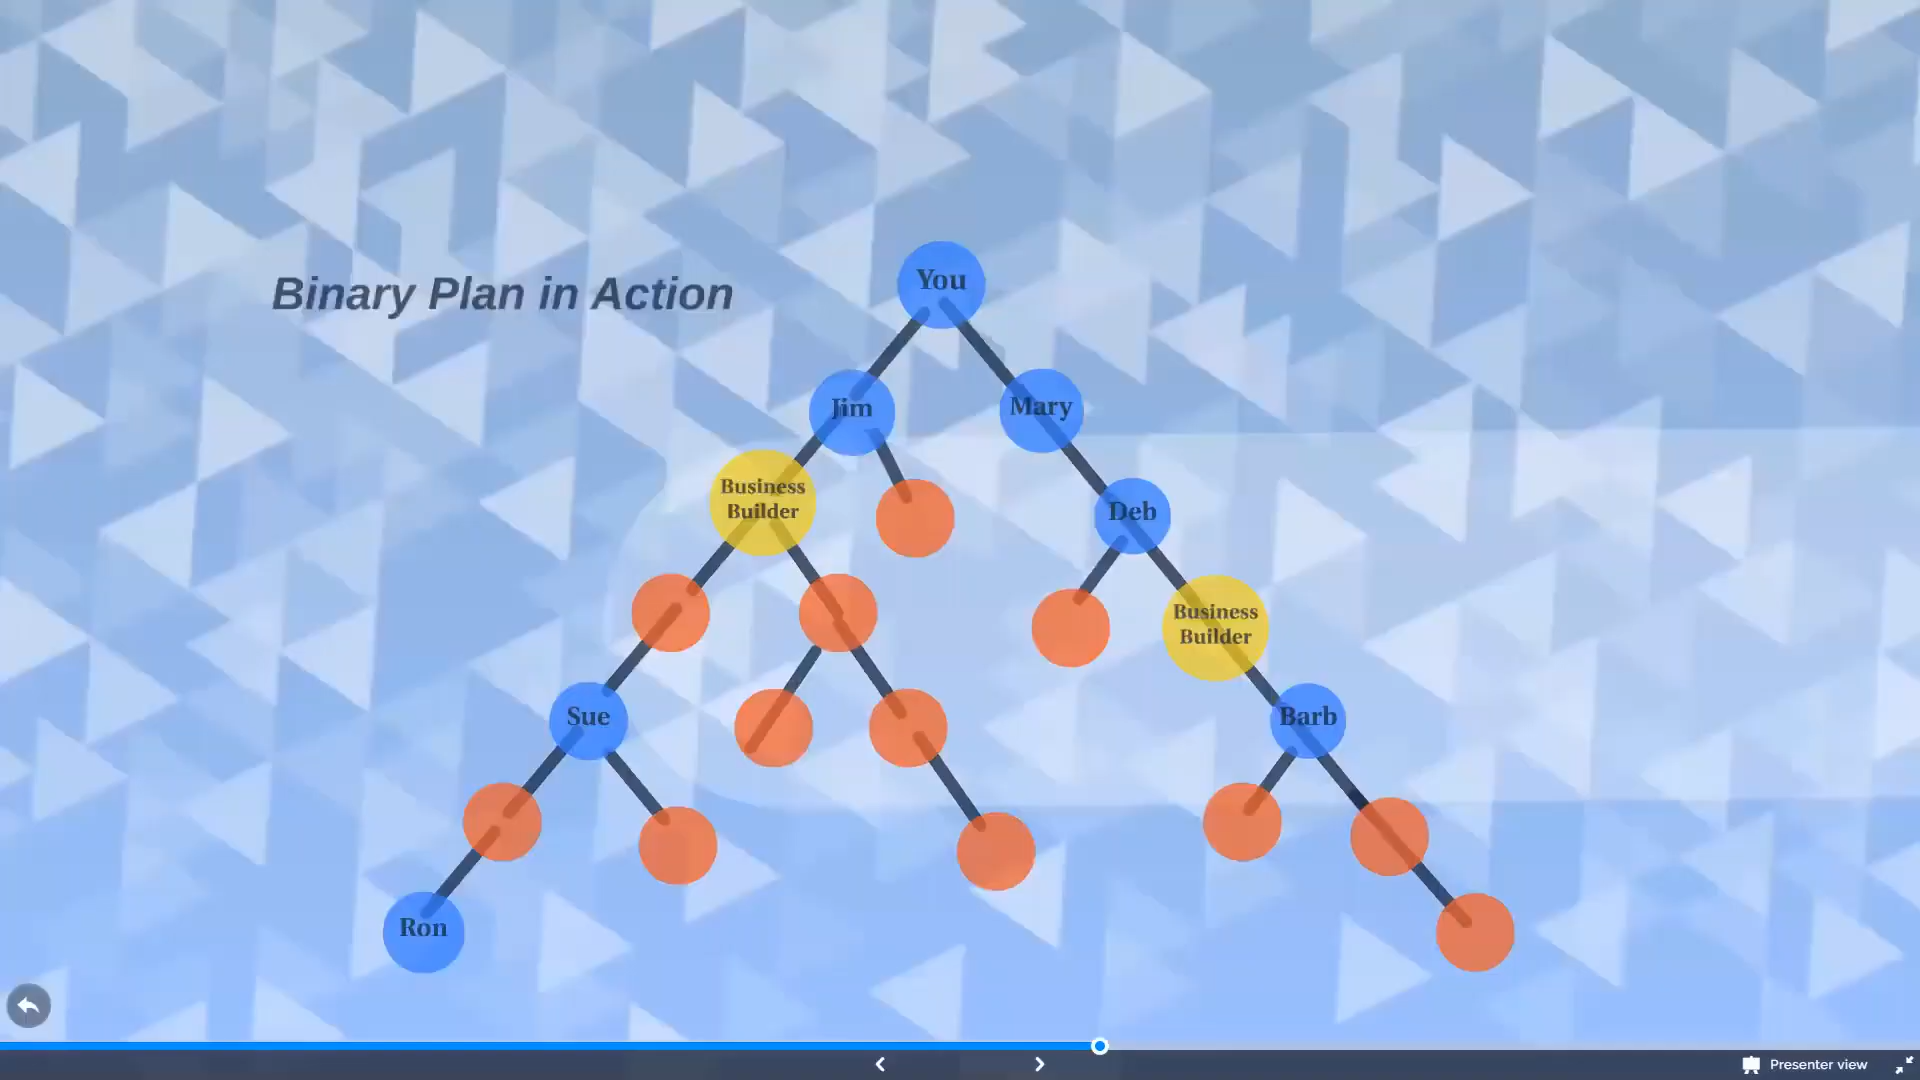 Binary Plan in Action
You
Jim
Mary
Business
Builder
Deb
Business
Builder
Sue
Barb
Ron
Presenter view